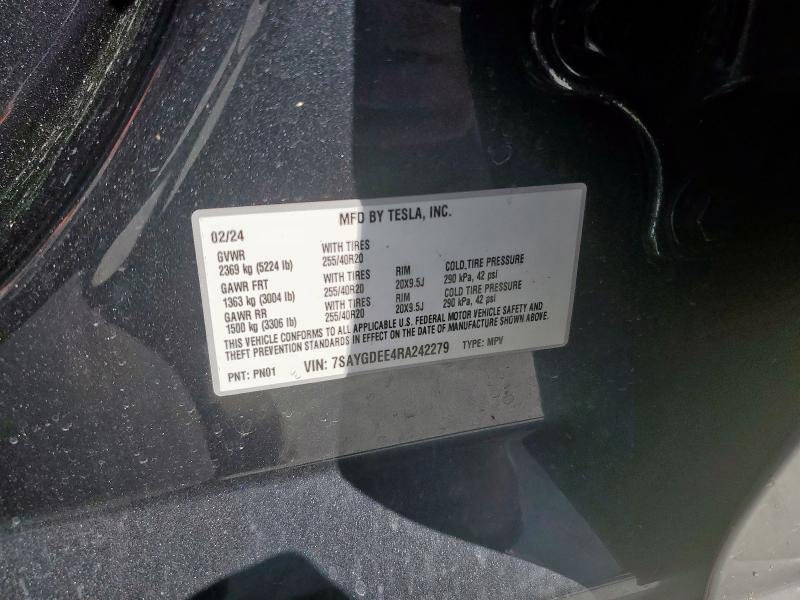 MFD BY TESLA, INC.
02/24
GVWR WITH TIRES
2369 kg (5224 lb) 255/40R20
GAWR FRT WITH TIRES RIM COLD TIRE PRESSURE
1363 kg (3004 lb) 255/40R20 20X9.5J 290 kPa, 42 psi
GAWR RR WITH TIRES RIM COLD TIRE PRESSURE
1500 kg (3306 lb) 255/40R20 20X9.5J 290 kPa, 42 psi
THIS VEHICLE CONFORMS TO ALL APPLICABLE U.S. FEDERAL MOTOR VEHICLE SAFETY AND
THEFT PREVENTION STANDARDS IN EFFECT ON THE DATE OF MANUFACTURE SHOWN ABOVE.
PNT: PN01 VIN: 7SAYGDEE4RA242279 TYPE: MPV